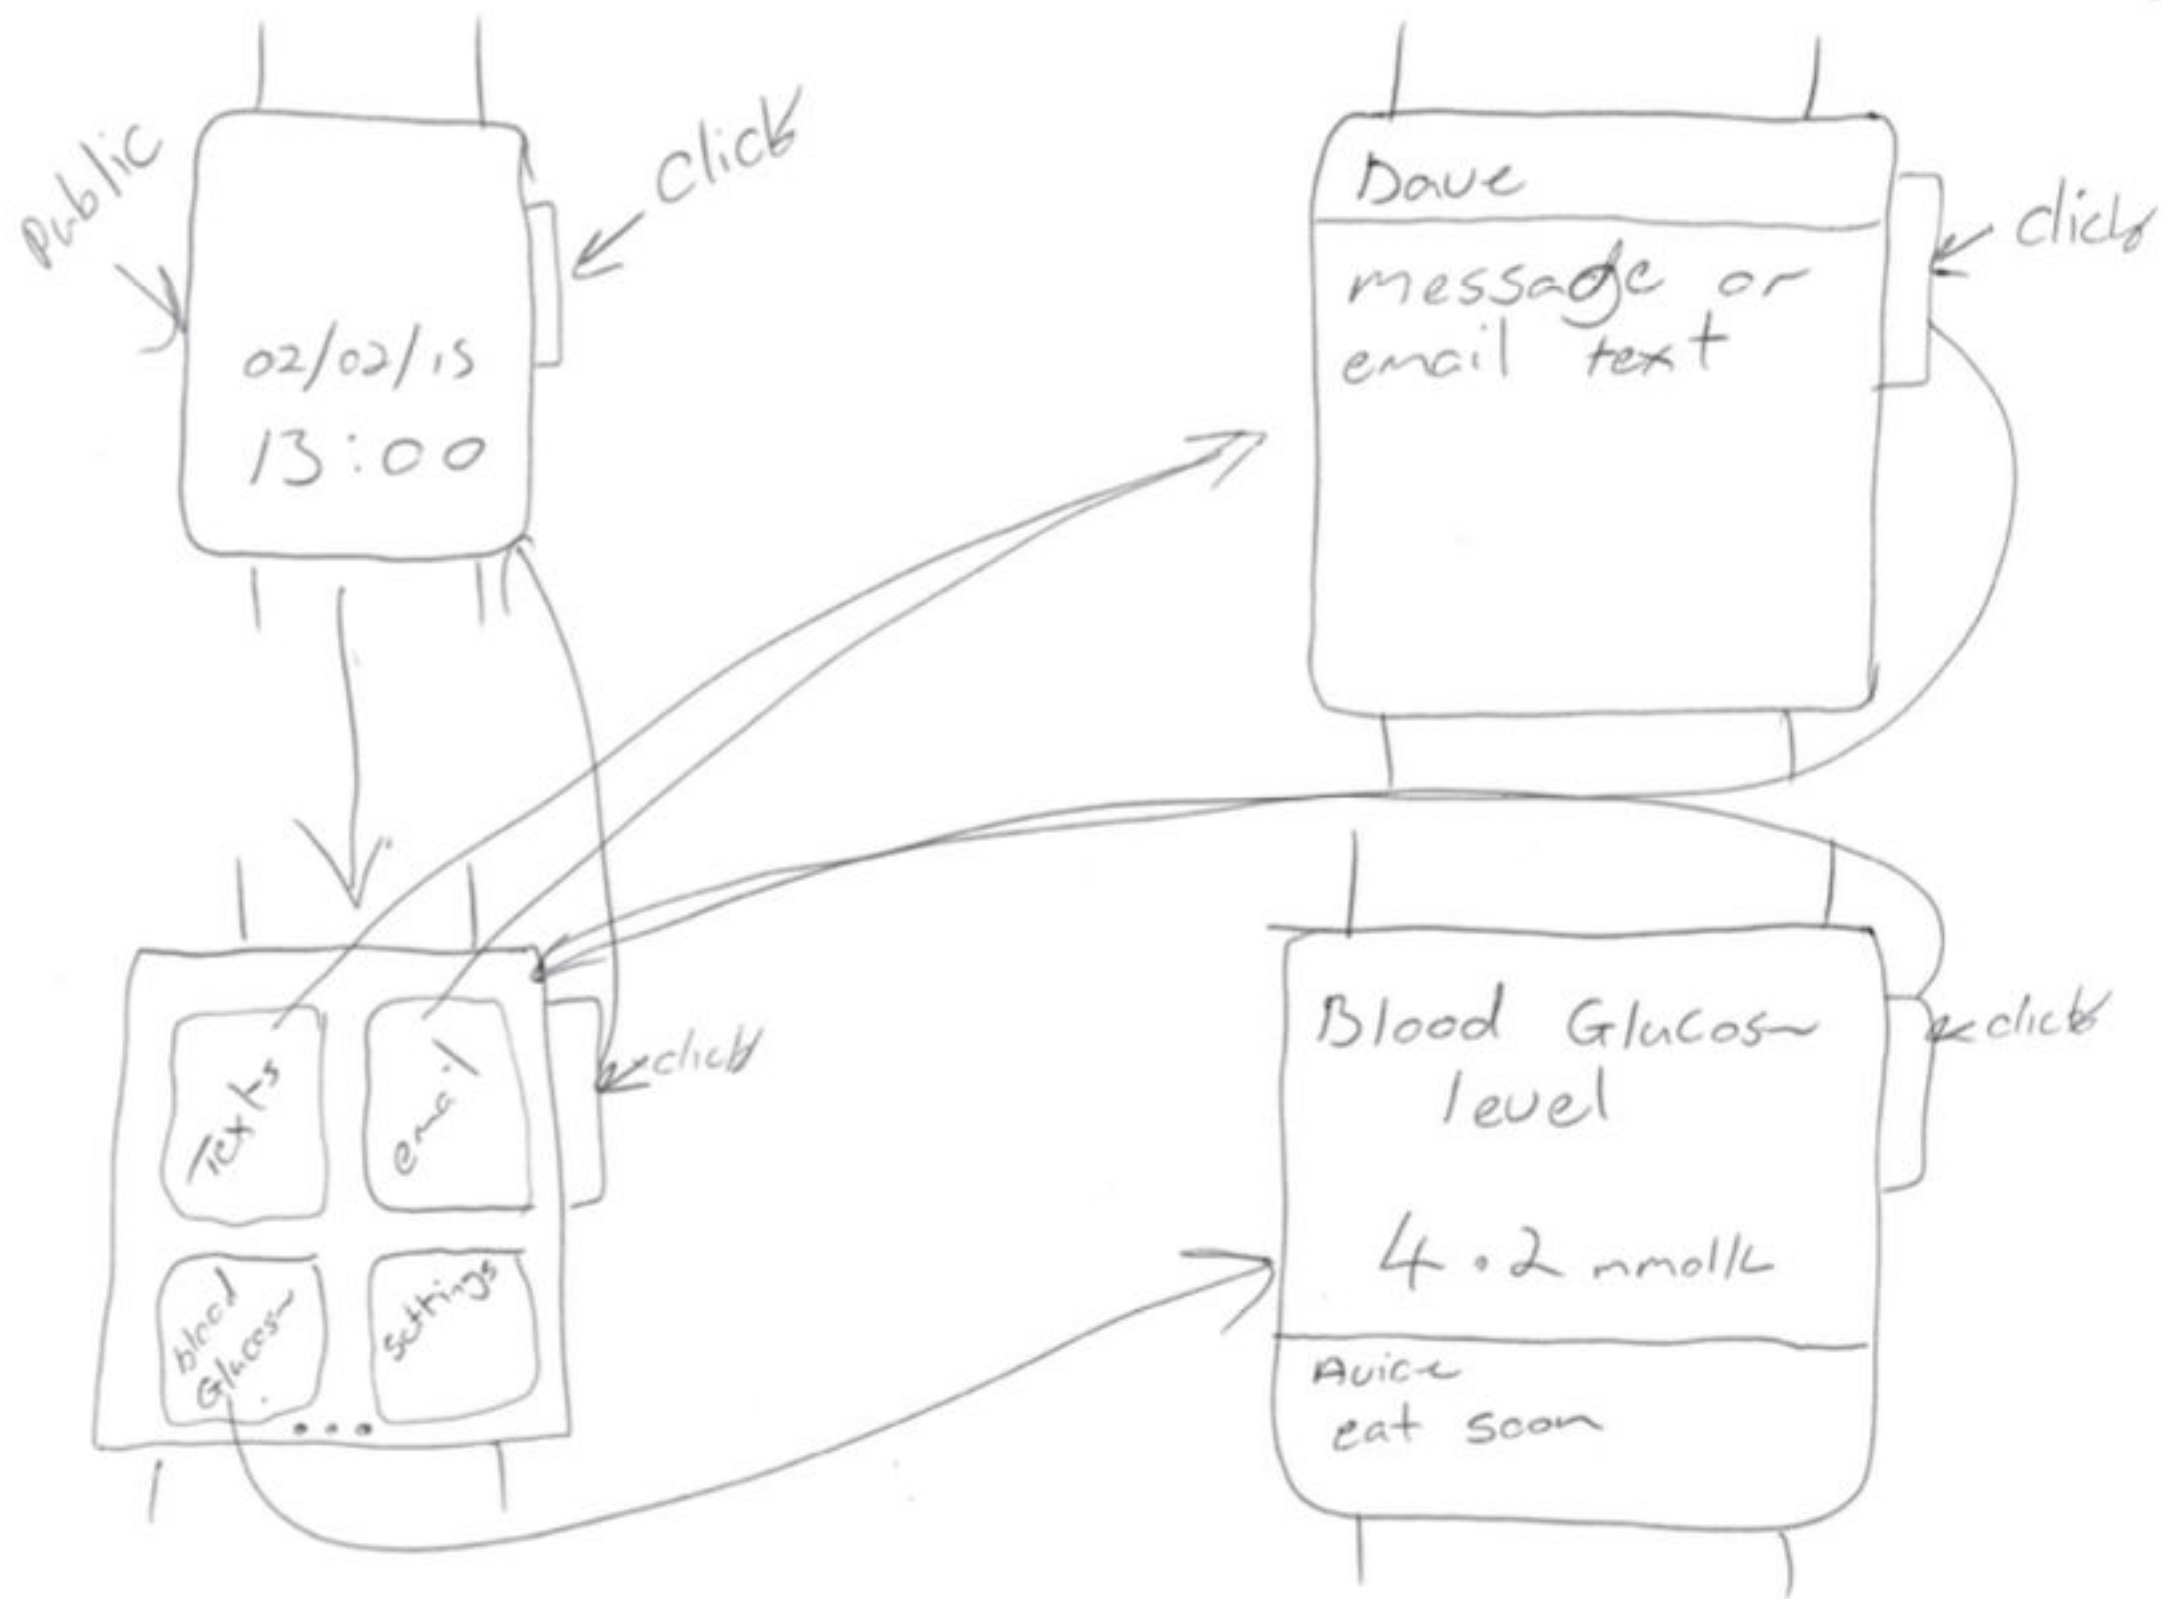 Public
Click
02/02/15
13:00
Dave
message or
email text
Click
Texts
email
blood
Glucose
settings
click
Blood Glucose
level
4.2 mmol/L
Avice
eat soon
click